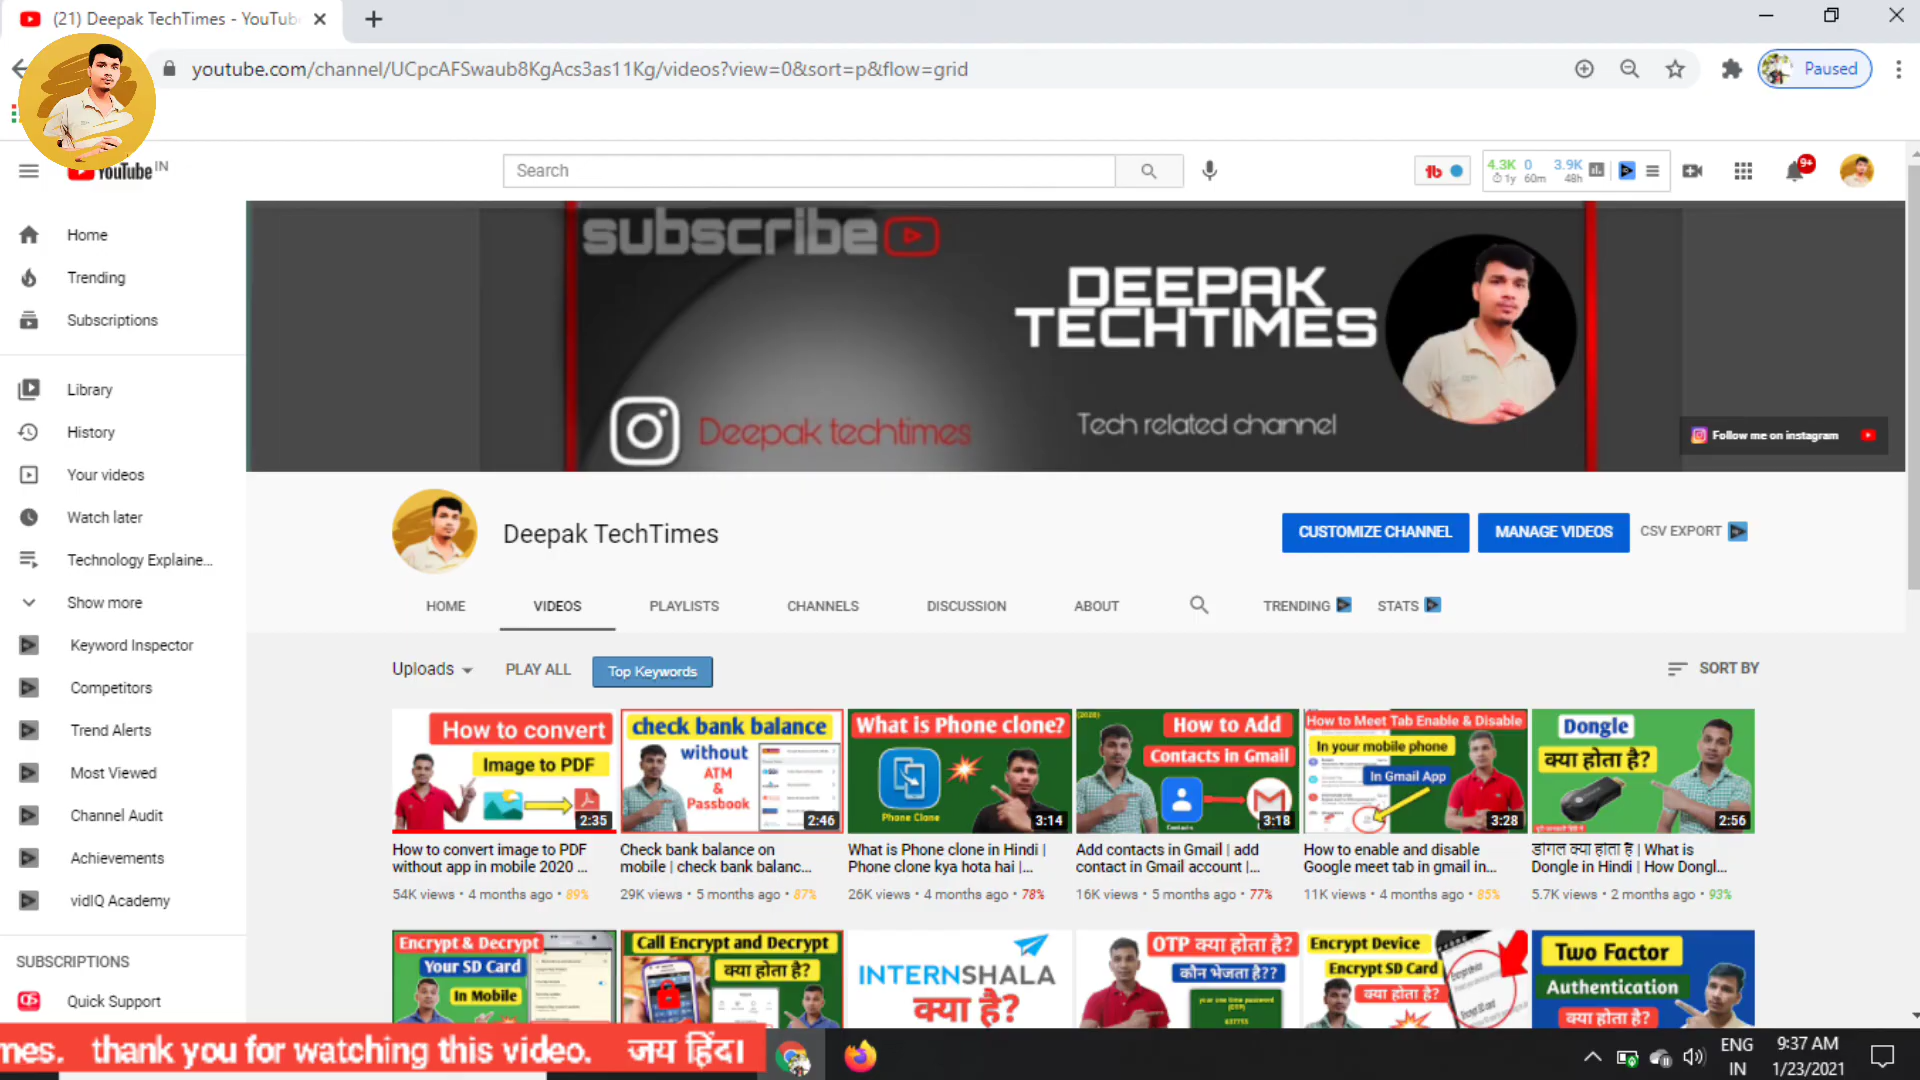 (21) Deepak TechTimes - YouTub
youtube.com/channel/UCpcAFSwaub8KgAcs3as11Kg/videos?view=0&sort=p&flow=grid
Paused
YouTube IN
Search
4.3K 0 3.9K
1y 60m 48h
9+
Home
Trending
Subscriptions
Library
History
Your videos
Watch later
Technology Explaine...
Show more
Keyword Inspector
Competitors
Trend Alerts
Most Viewed
Channel Audit
Achievements
vidIQ Academy
SUBSCRIPTIONS
Quick Support
subscribe
DEEPAK
TECHTIMES
Deepak techtimes
Tech related channel
Follow me on instagram
Deepak TechTimes
CUSTOMIZE CHANNEL
MANAGE VIDEOS
CSV EXPORT
HOME VIDEOS PLAYLISTS CHANNELS DISCUSSION ABOUT TRENDING STATS
Uploads PLAY ALL Top Keywords SORT BY
How to convert
Image to PDF
2:35
How to convert image to PDF
without app in mobile 2020 ...
54K views • 4 months ago • 89%
check bank balance
without
ATM
&
Passbook
2:46
Check bank balance on
mobile | check bank balanc...
29K views • 5 months ago • 87%
What is Phone clone?
Phone Clone
3:14
What is Phone clone in Hindi |
Phone clone kya hota hai |...
26K views • 4 months ago • 78%
(2020)
How to Add
Contacts in Gmail
Contacts
3:18
Add contacts in Gmail | add
contact in Gmail account |...
16K views • 5 months ago • 77%
How to Meet Tab Enable & Disable
In your mobile phone
In Gmail App
3:28
How to enable and disable
Google meet tab in gmail in...
11K views • 4 months ago • 85%
Dongle
क्या होता है?
2:56
डोंगल क्या होता है | What is
Dongle in Hindi | How Dongl...
5.7K views • 2 months ago • 93%
Encrypt & Decrypt
Your SD Card
In Mobile
Call Encrypt and Decrypt
क्या होता है?
INTERNSHALA
क्या है?
OTP क्या होता है?
कौन भेजता है??
your one time password
(OTP)
Encrypt Device
Encrypt SD Card
क्या होता है?
Two Factor
Authentication
क्या होता है?
mes. thank you for watching this video. जय हिंद।
ENG
IN
9:37 AM
1/23/2021